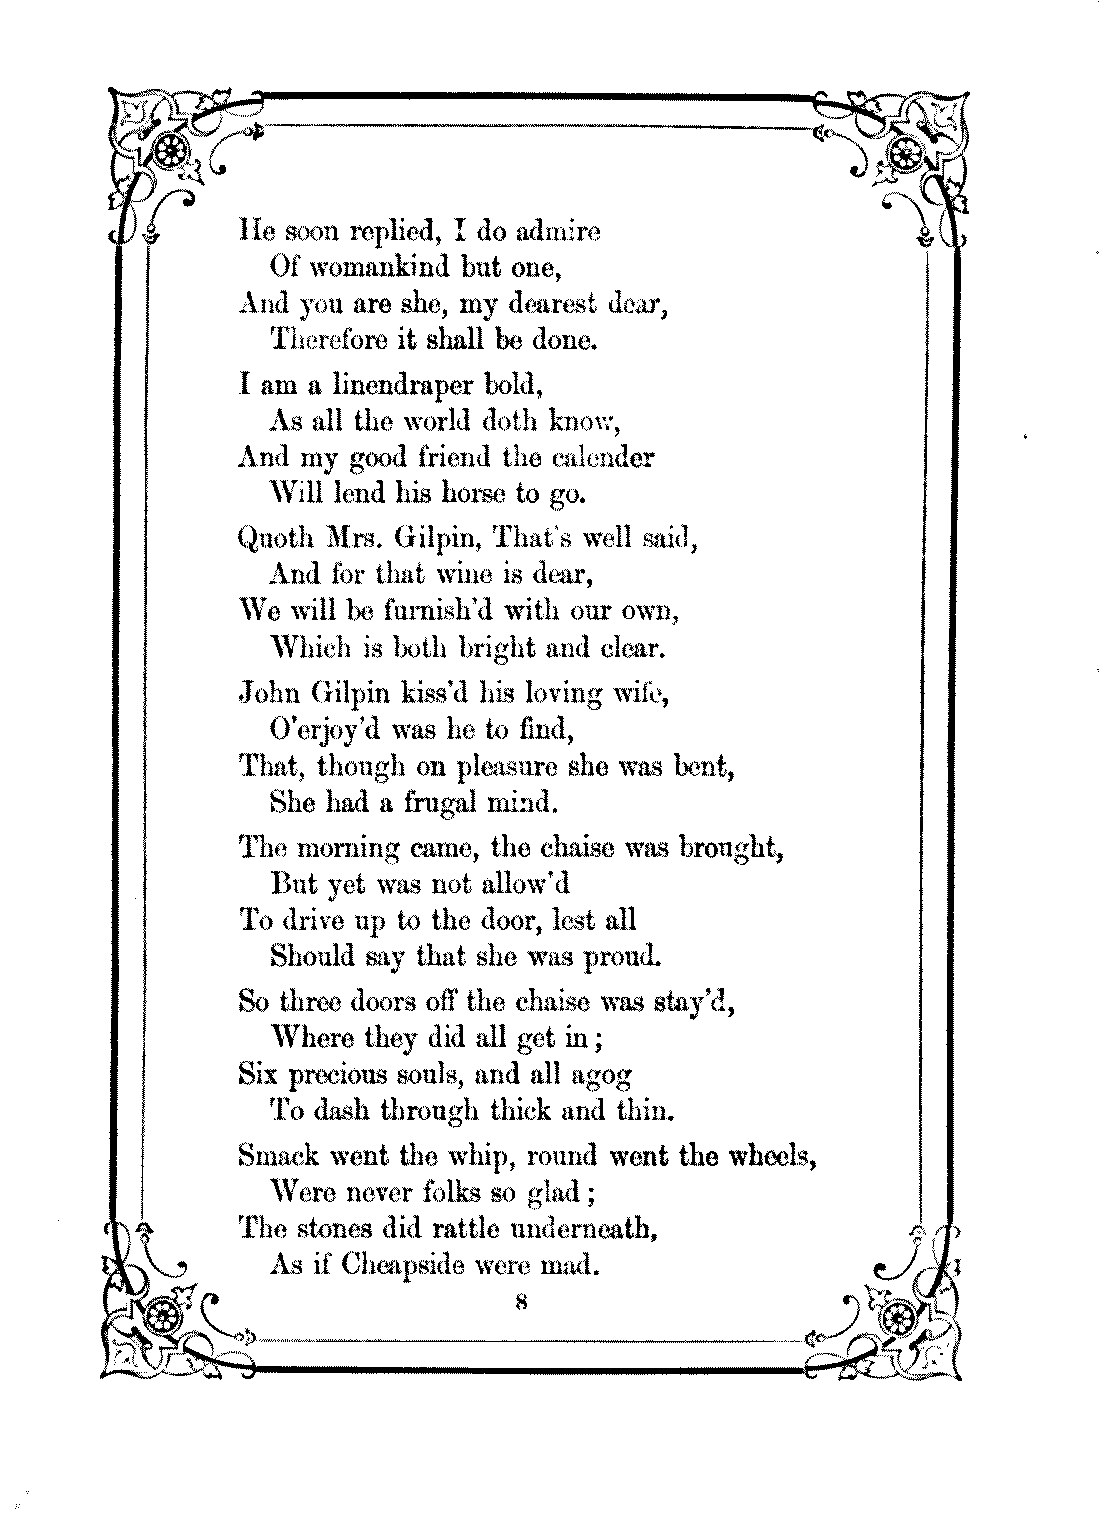 He soon replied, I do admire
Of womankind but one,
And you are she, my dearest dear,
Therefore it shall be done.
I am a linendraper bold,
As all the world doth know,
And my good friend the calender
Will lend his horse to go.
Quoth Mrs. Gilpin, That's well said,
And for that wine is dear,
We will be furnish'd with our own,
Which is both bright and clear.
John Gilpin kiss'd his loving wife,
O'erjoy'd was he to find,
That, though on pleasure she was bent,
She had a frugal mind.
The morning came, the chaise was brought,
But yet was not allow'd
To drive up to the door, lest all
Should say that she was proud.
So three doors off the chaise was stay'd,
Where they did all get in ;
Six precious souls, and all agog
To dash through thick and thin.
Smack went the whip, round went the wheels,
Were never folks so glad ;
The stones did rattle underneath,
As if Cheapside were mad.
8